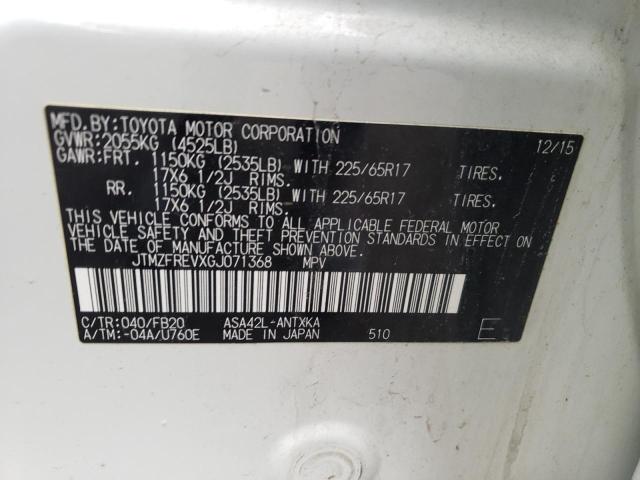 MFD.BY:TOYOTA MOTOR CORPORATION 12/15
GVWR:2055KG (4525LB)
GAWR:FRT. 1150KG (2535LB) WITH 225/65R17 TIRES.
17X6 1/2J RIMS.
RR. 1150KG (2535LB) WITH 225/65R17 TIRES.
17X6 1/2J RIMS.
THIS VEHICLE CONFORMS TO ALL APPLICABLE FEDERAL MOTOR
VEHICLE SAFETY AND THEFT PREVENTION STANDARDS IN EFFECT ON
THE DATE OF MANUFACTURE SHOWN ABOVE.
JTMZFREVXGJ071368 MPV
C/TR:040/FB20 ASA42L-ANTXKA
A/TM:-04A/U760E MADE IN JAPAN 510 E